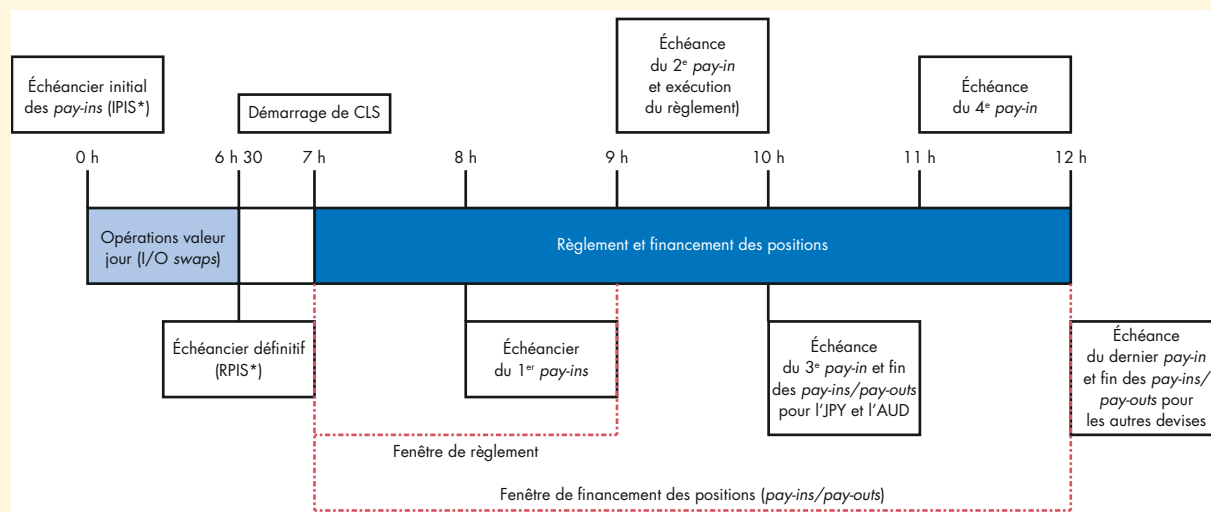 Échéancier initial
des pay-ins (IPIS*)
Démarrage de CLS
Échéance
du 2e pay-in
et exécution
du règlement)
Échéance
du 4e pay-in
0 h
6 h 30
7 h
8 h
9 h
10 h
11 h
12 h
Opérations valeur
jour (I/O swaps)
Règlement et financement des positions
Échéancier définitif
(RPIS*)
Échéancier
du 1er pay-ins
Échéance
du 3e pay-in et fin
des pay-ins/pay-outs
pour l'JPY et l'AUD
Échéance
du dernier pay-in
et fin des pay-ins/
pay-outs pour
les autres devises
Fenêtre de règlement
Fenêtre de financement des positions (pay-ins/pay-outs)